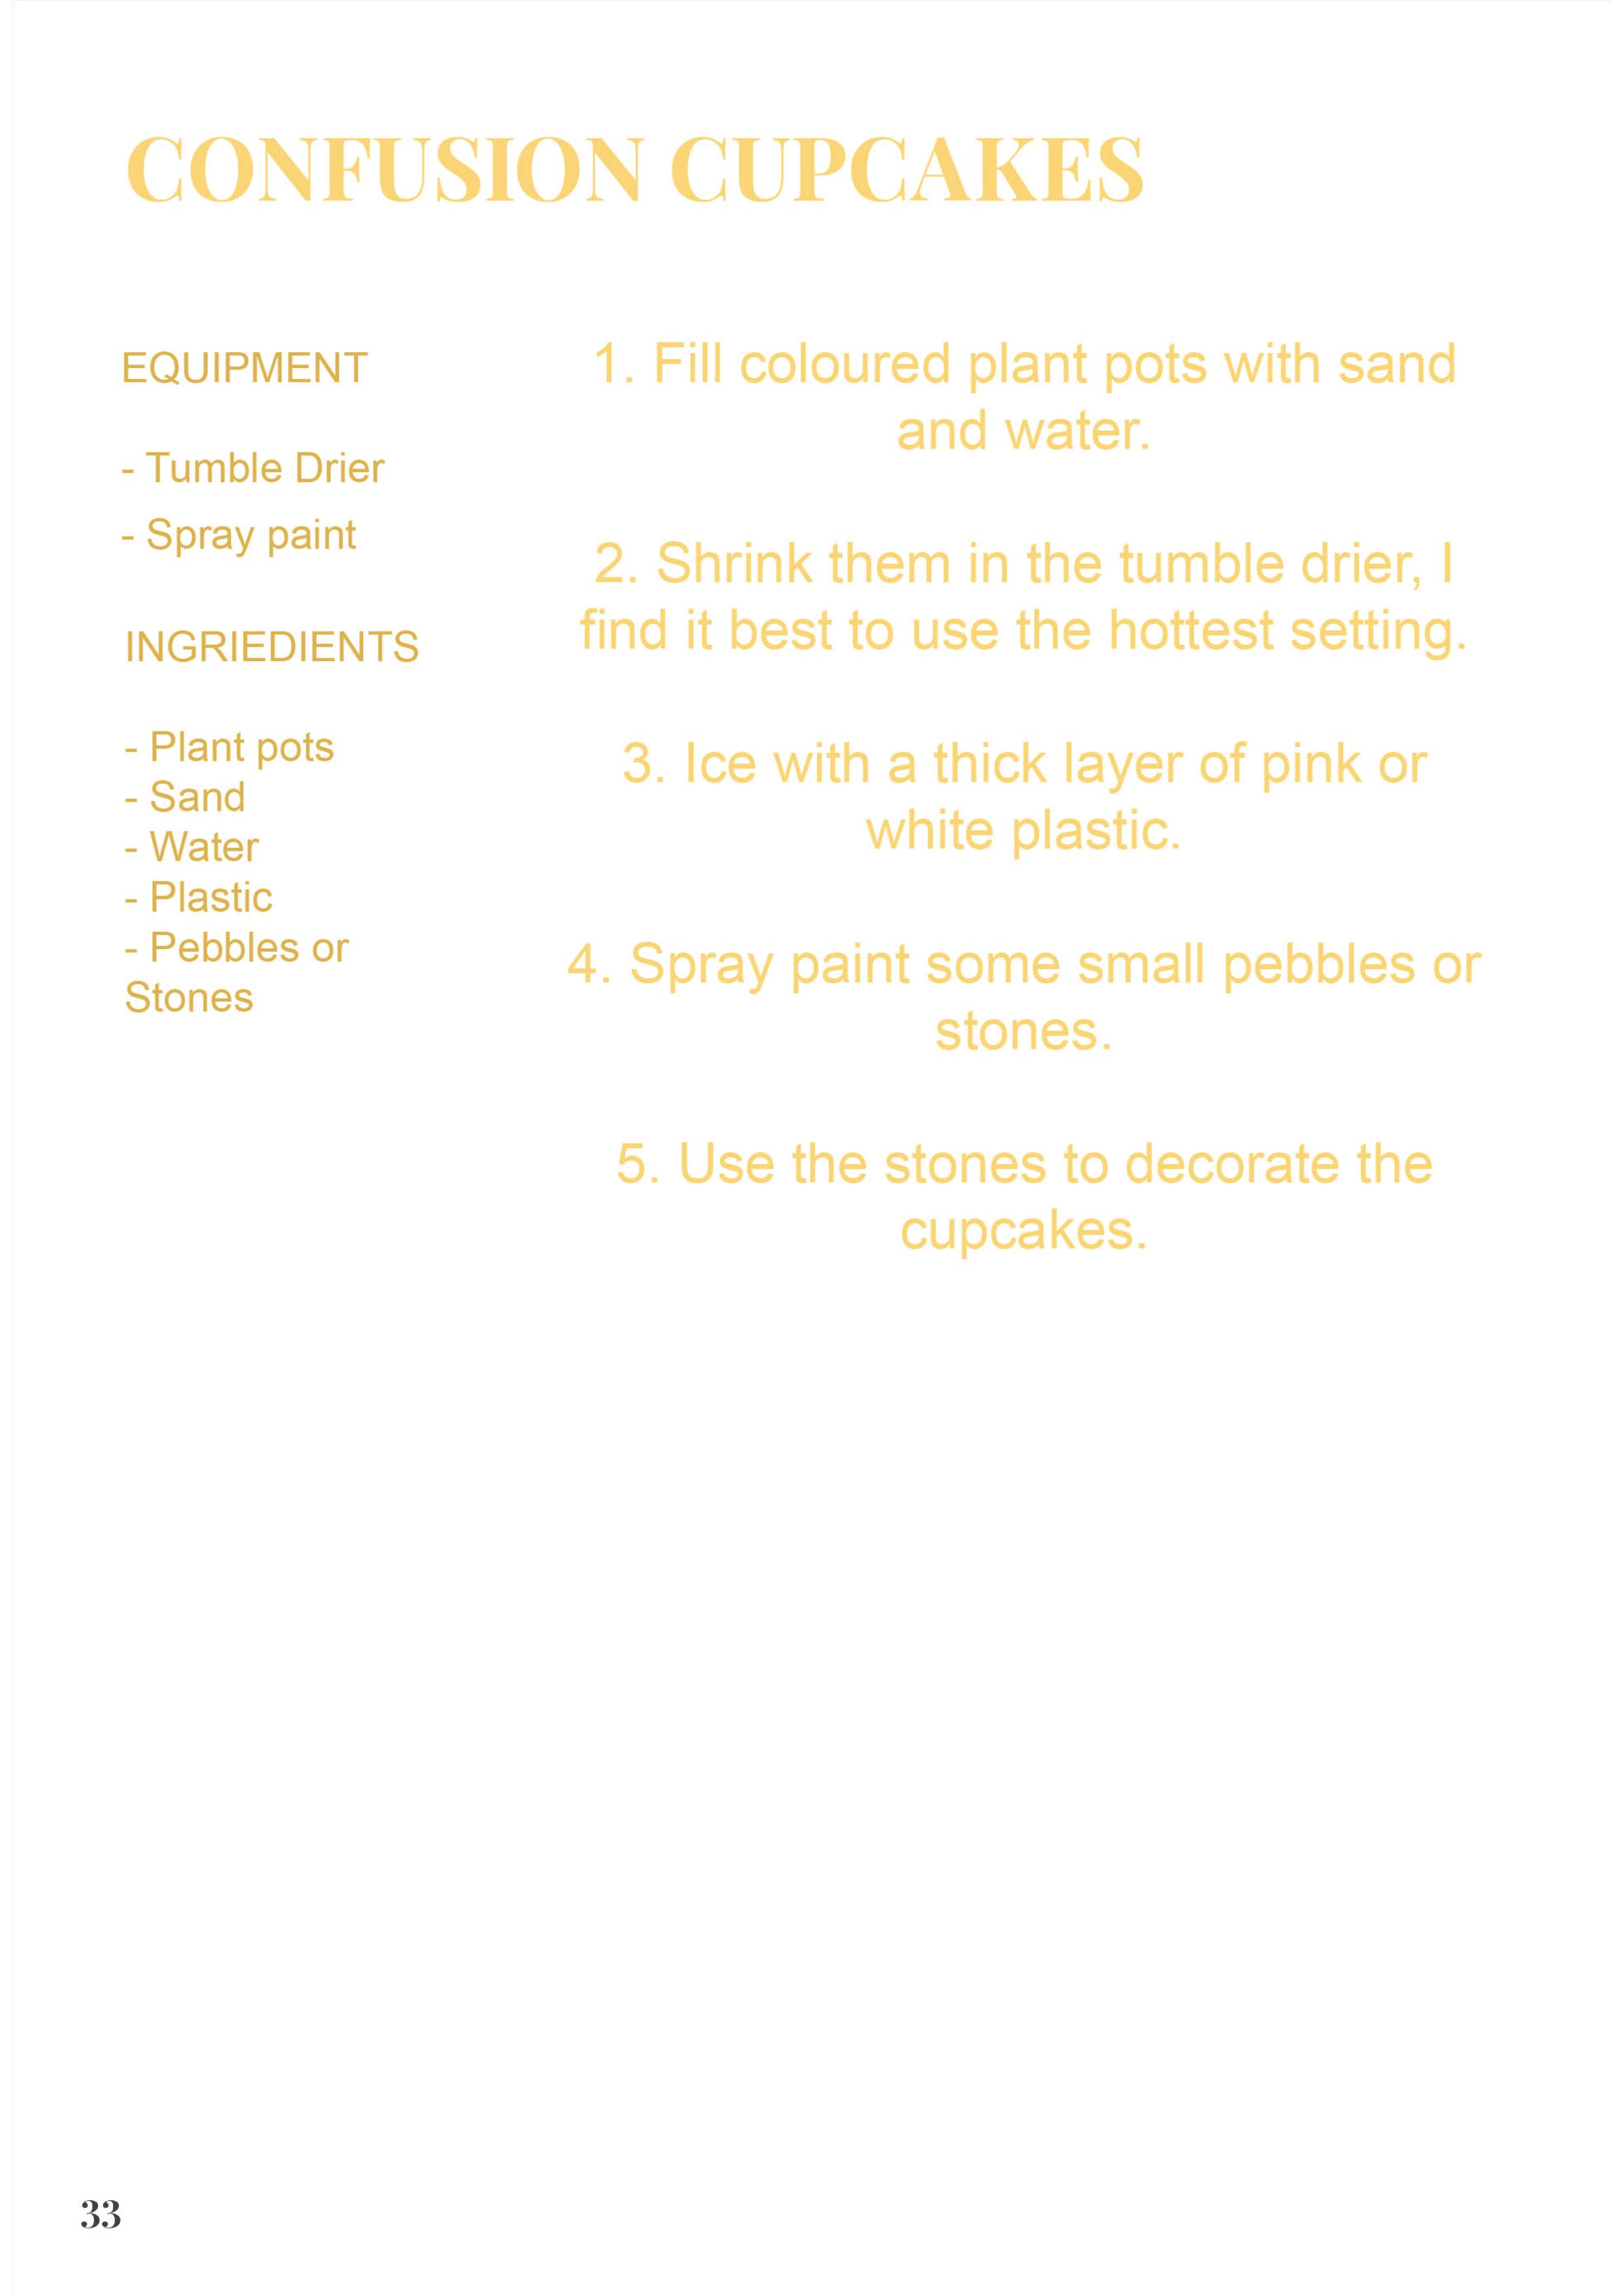 CONFUSION CUPCAKES
EQUIPMENT
- Tumble Drier
- Spray paint
INGRIEDIENTS
- Plant pots
- Sand
- Water
- Plastic
- Pebbles or
Stones
1. Fill coloured plant pots with sand
and water.
2. Shrink them in the tumble drier, I
find it best to use the hottest setting.
3. Ice with a thick layer of pink or
white plastic.
4. Spray paint some small pebbles or
stones.
5. Use the stones to decorate the
cupcakes.
33